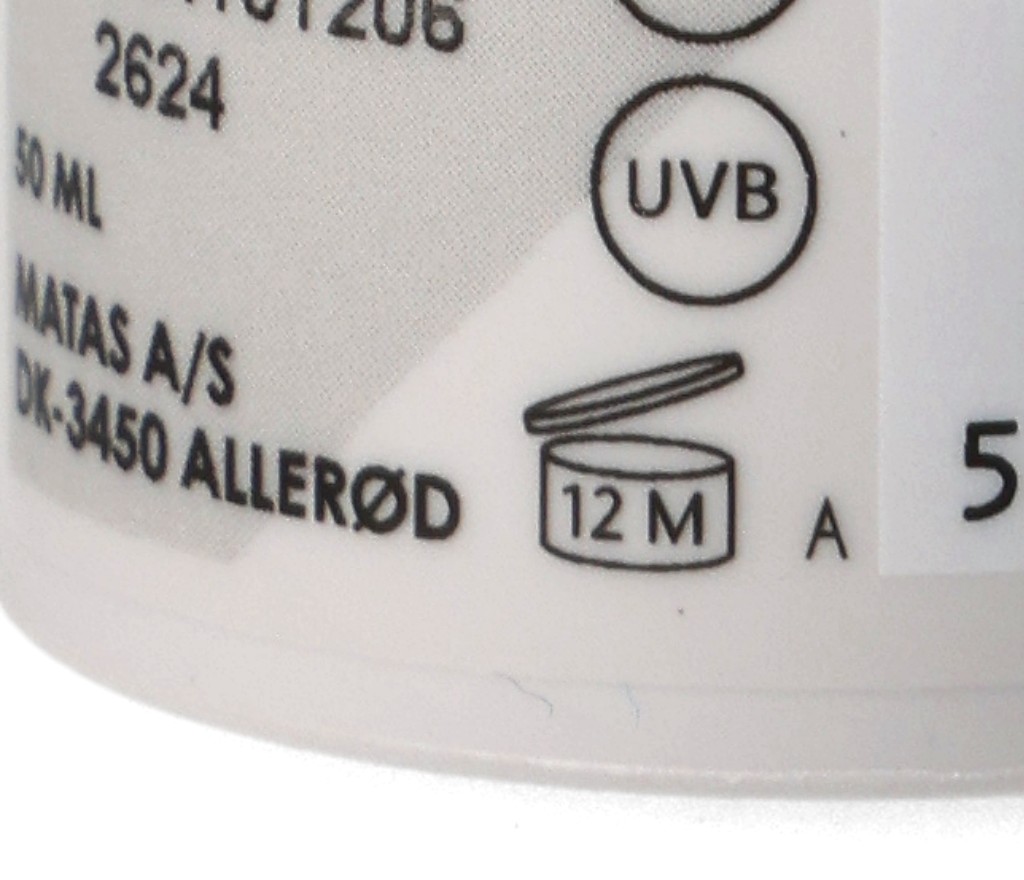 2624
50 ML
MATAS A/S
DK-3450 ALLERØD
UVB
12 M
A
5